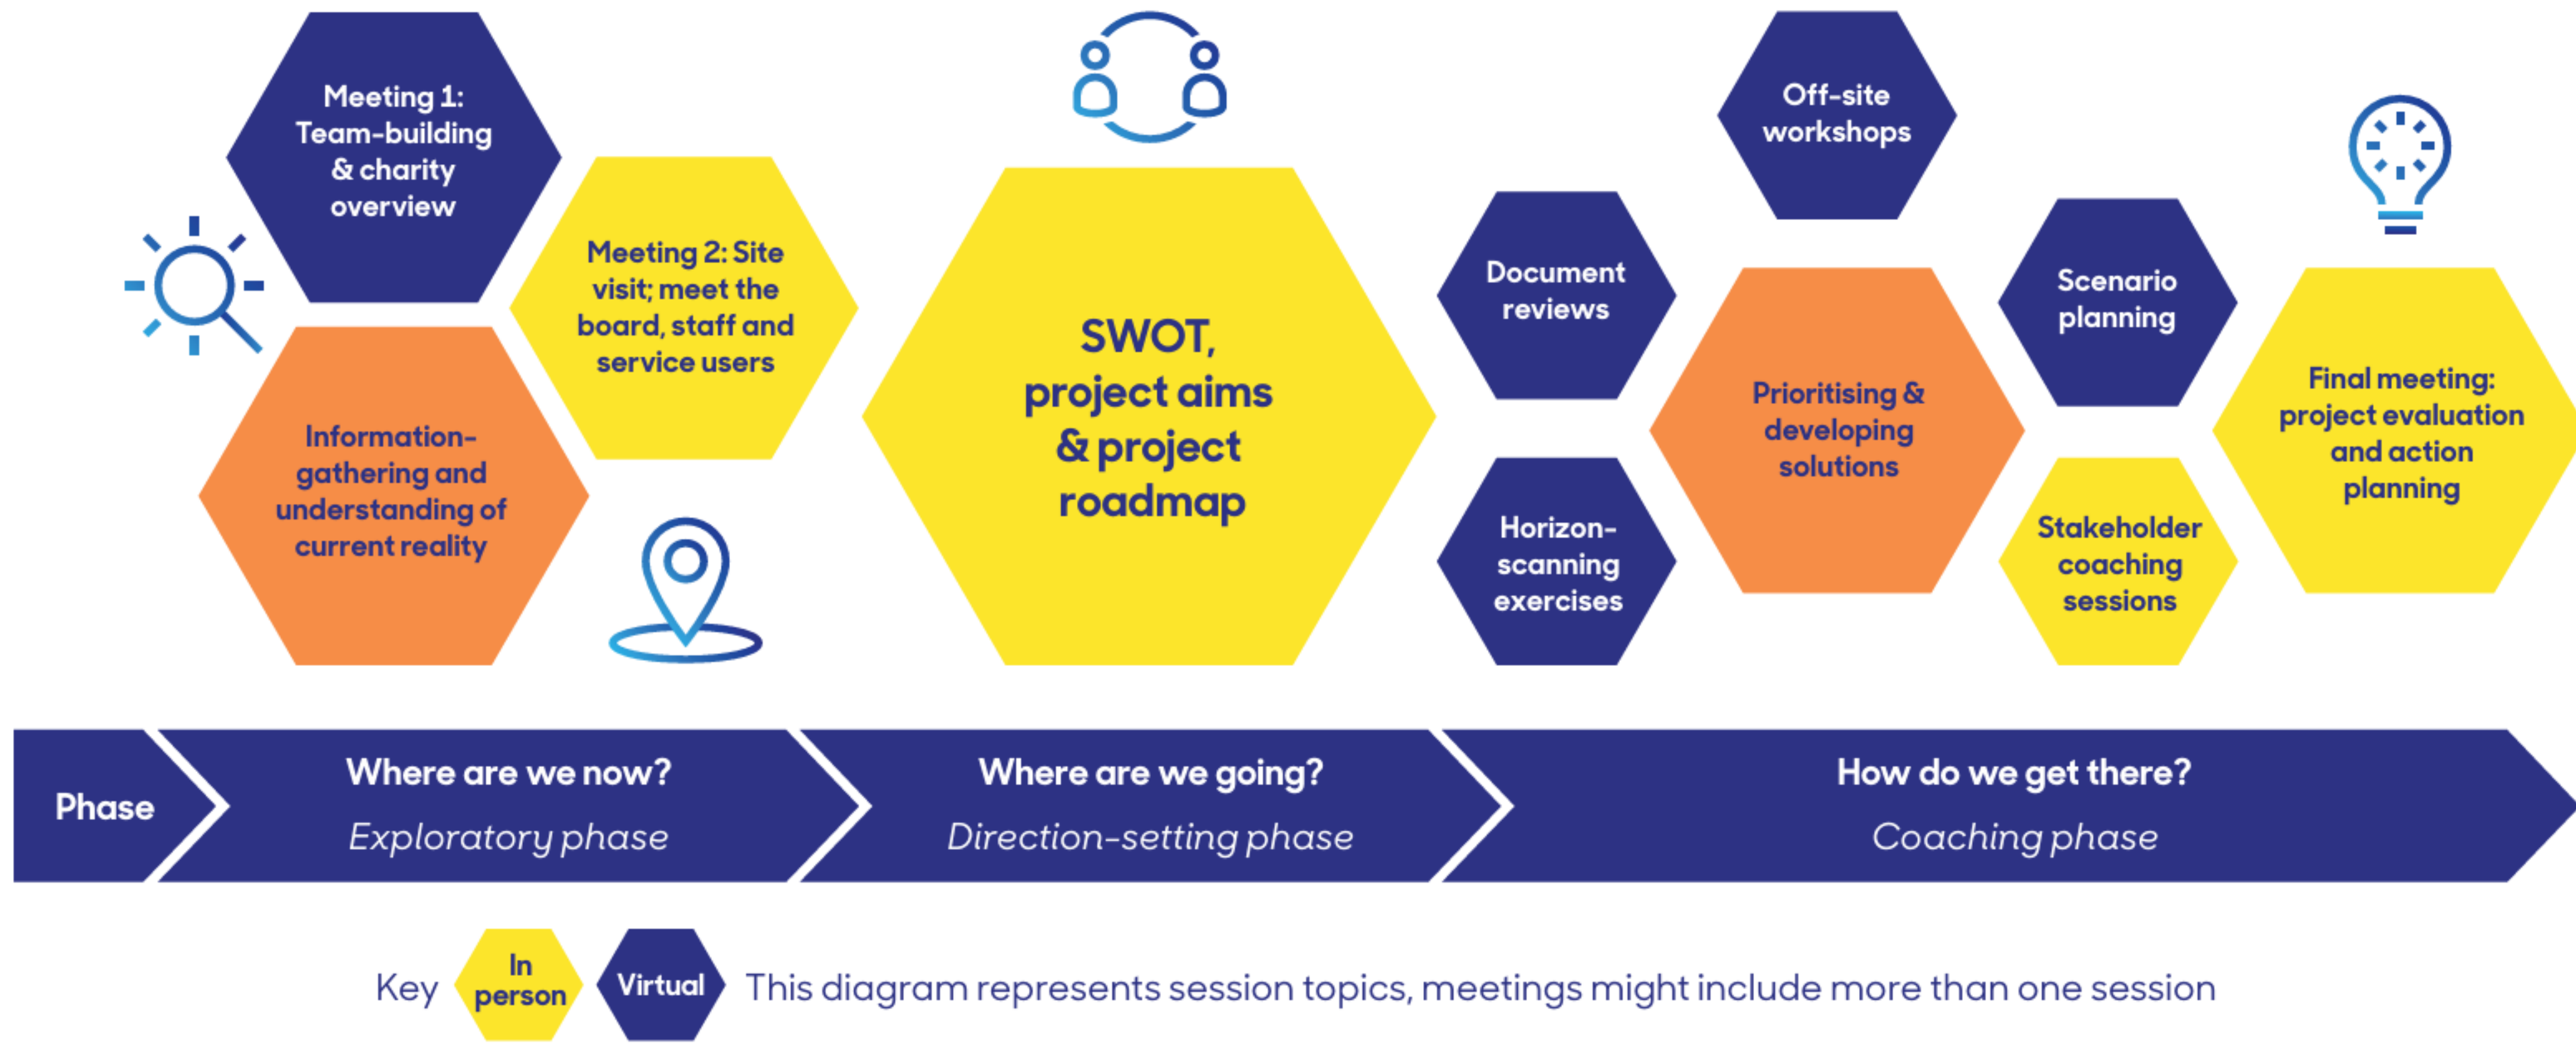 Meeting 1:
Team-building
& charity
overview
Meeting 2: Site
visit; meet the
board, staff and
service users
Information-
gathering and
understanding of
current reality
SWOT,
project aims
& project
roadmap
Document
reviews
Off-site
workshops
Horizon-
scanning
exercises
Prioritising &
developing
solutions
Scenario
planning
Stakeholder
coaching
sessions
Final meeting:
project evaluation
and action
planning
Phase
Where are we now?
Exploratory phase
Where are we going?
Direction-setting phase
How do we get there?
Coaching phase
Key
In
person
Virtual
This diagram represents session topics, meetings might include more than one session